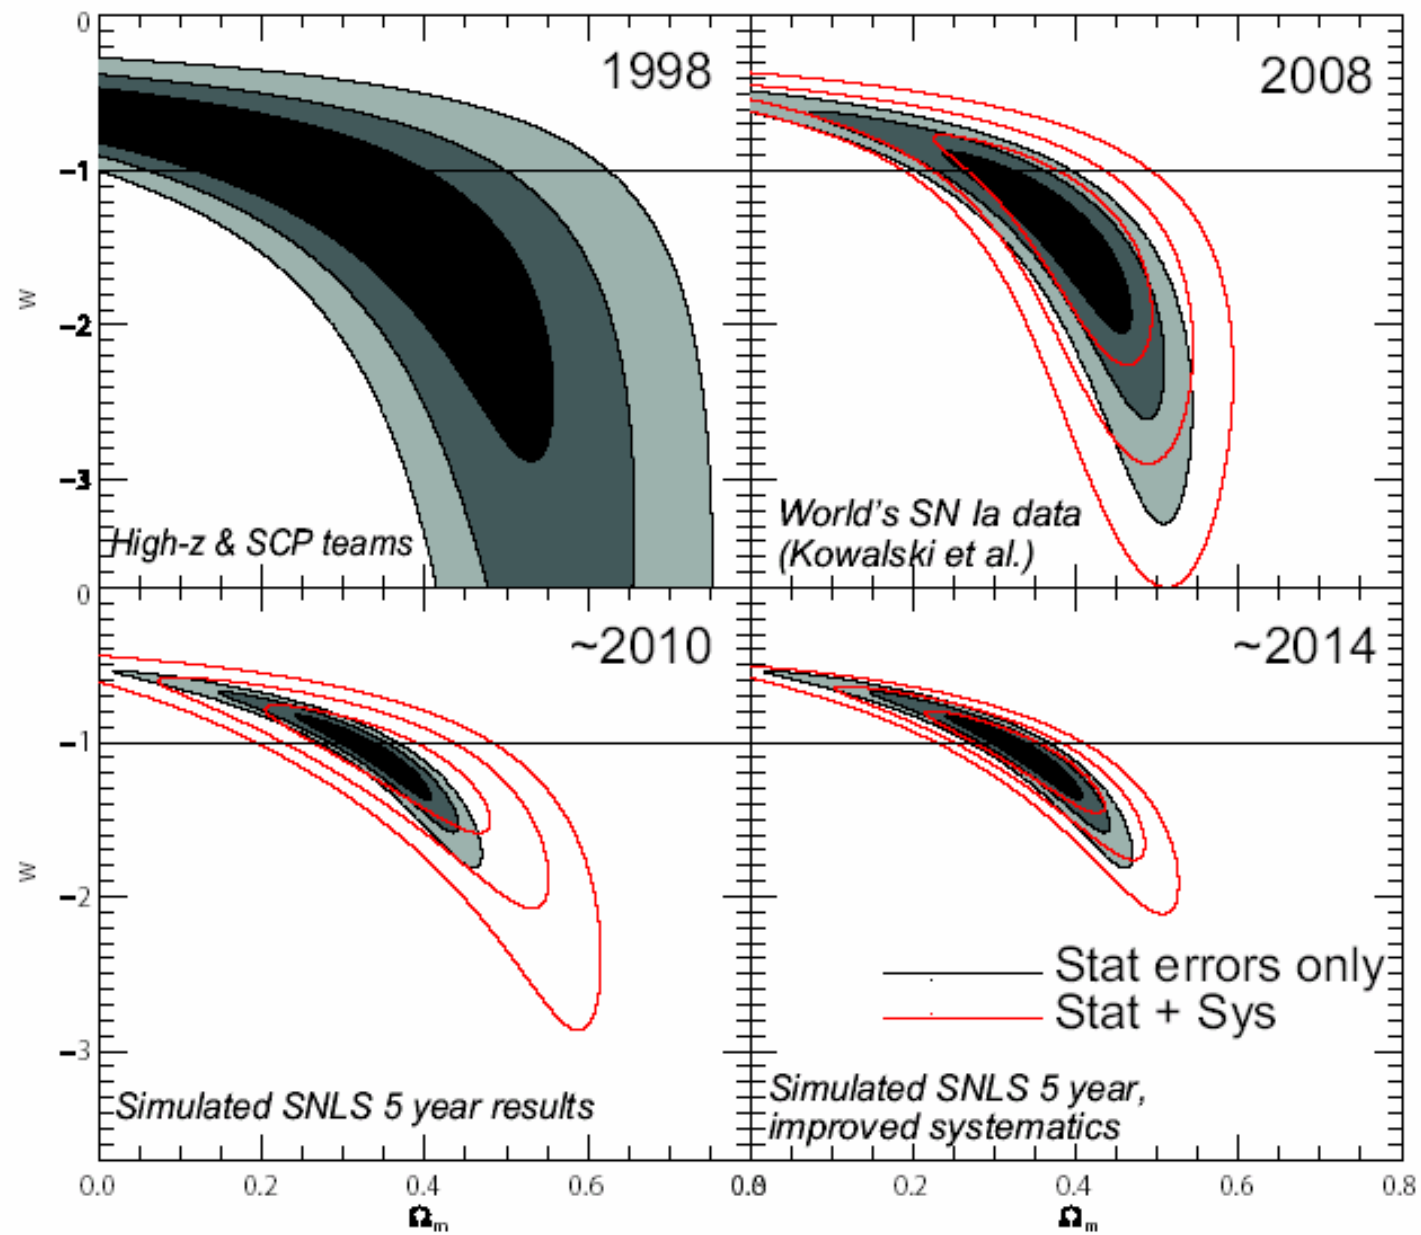 0
1998
2008
−1
w
−2
−3
High-z & SCP teams
World's SN Ia data
(Kowalski et al.)
0
~2010
~2014
−1
w
−2
Stat errors only
Stat + Sys
−3
Simulated SNLS 5 year results
Simulated SNLS 5 year,
improved systematics
0.0 0.2 0.4 0.6 0.2 0.4 0.6 0.8
Ωm Ωm